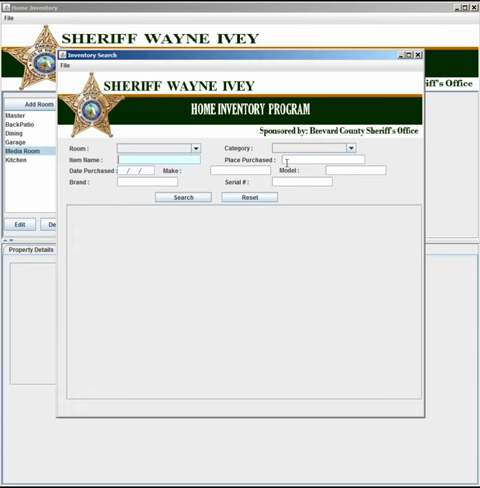 Home Inventory
File
SHERIFF WAYNE IVEY
iff's Office
Add Room
Master
BackPatio
Dining
Garage
Media Room
Kitchen
Edit
De
Property Details
Inventory Search
File
SHERIFF WAYNE IVEY
HOME INVENTORY PROGRAM
Sponsored by: Brevard County Sheriff's Office
Room : Category :
Item Name : Place Purchased :
Date Purchased : / / Make : Model :
Brand : Serial # :
Search Reset